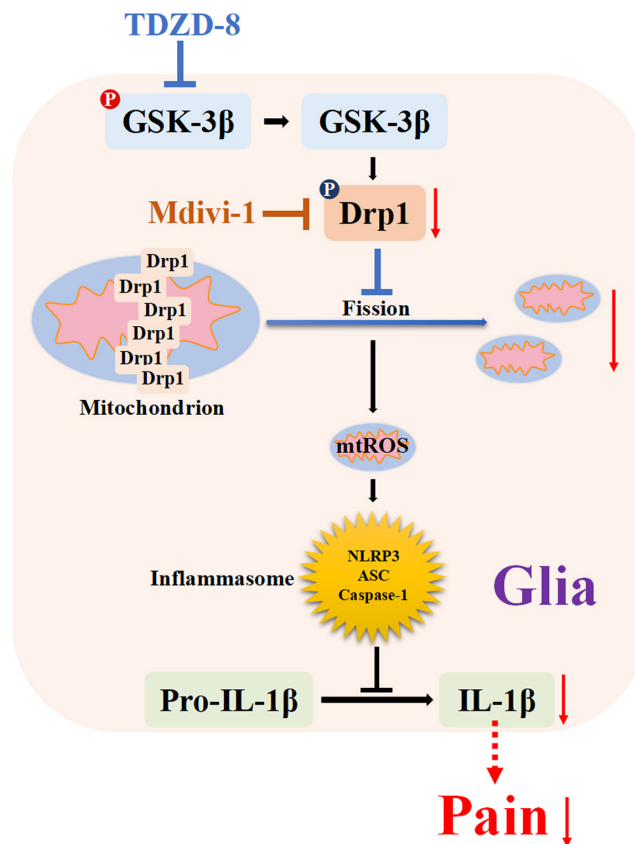 TDZD-8
P
GSK-3β
GSK-3β
P
Mdivi-1
Drp1
Drp1
Drp1
Drp1
Drp1
Drp1
Drp1
Fission
Mitochondrion
mtROS
Inflammasome
NLRP3
ASC
Caspase-1
Glia
Pro-IL-1β
IL-1β
Pain